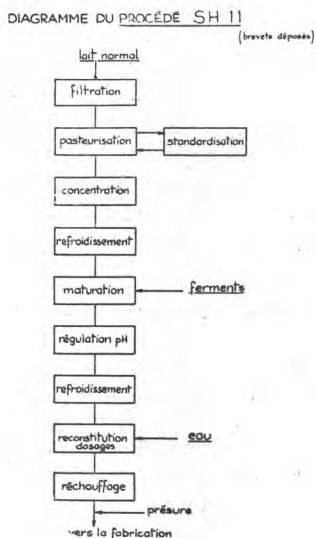 DIAGRAMME DU PROCÉDÉ SH 11
(brevets déposés)
lait normal
filtration
pasteurisation
standardisation
concentration
refroidissement
maturation
ferments
régulation pH
refroidissement
reconstitution
dosages
eau
réchauffage
présure
vers la fabrication